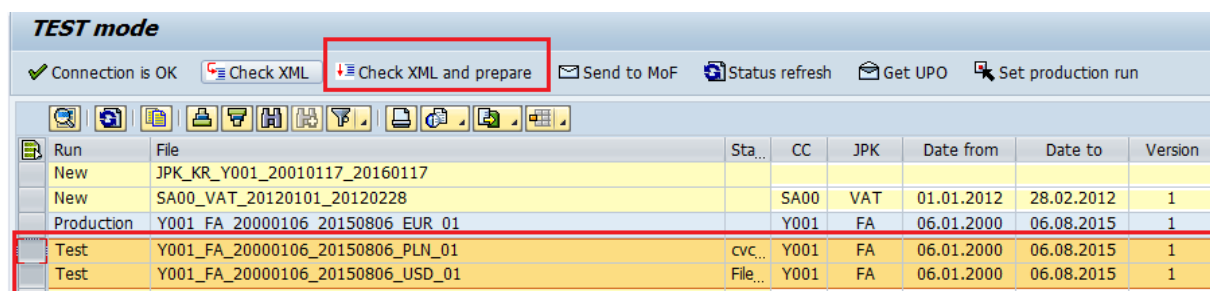 TEST mode
Connection is OK Check XML Check XML and prepare Send to MoF Status refresh Get UPO Set production run
Run File Sta... CC JPK Date from Date to Version
New JPK_KR_Y001_20010117_20160117
New SA00_VAT_20120101_20120228 SA00 VAT 01.01.2012 28.02.2012 1
Production Y001_FA_20000106_20150806_EUR_01 Y001 FA 06.01.2000 06.08.2015 1
Test Y001_FA_20000106_20150806_PLN_01 cvc... Y001 FA 06.01.2000 06.08.2015 1
Test Y001_FA_20000106_20150806_USD_01 File... Y001 FA 06.01.2000 06.08.2015 1